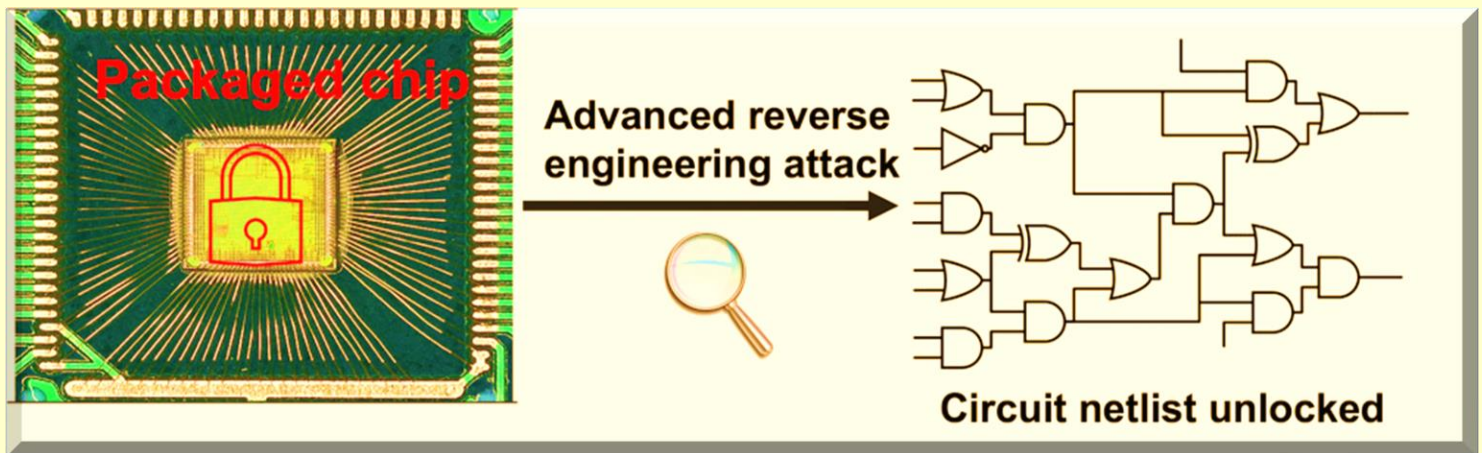 Packaged chip
Advanced reverse
engineering attack
Circuit netlist unlocked